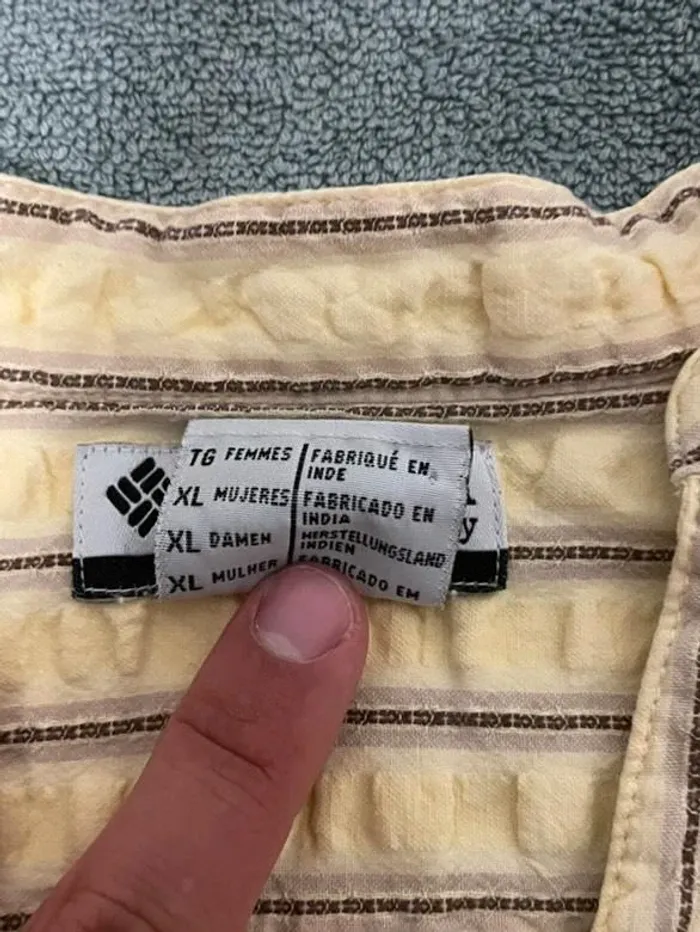 TG FEMMES
FABRIQUÉ EN
INDE
XL MUJERES
FABRICADO EN
INDIA
XL DAMEN
HERSTELLUNGSLAND
INDIEN
XL MULHER
FABRICADO EM
y